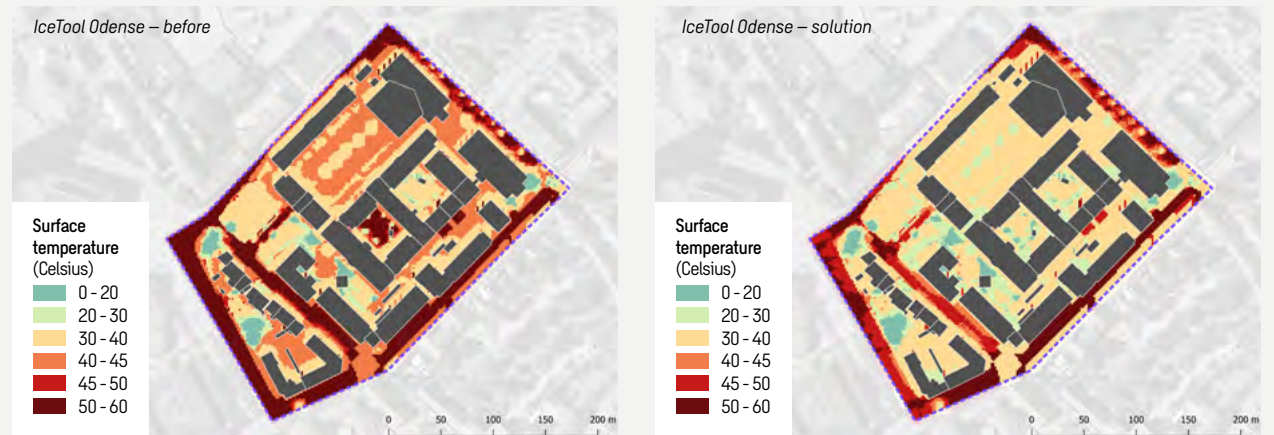 IceTool Odense – before
Surface
temperature
(Celsius)
0 - 20
20 - 30
30 - 40
40 - 45
45 - 50
50 - 60
0 50 100 150 200 m
IceTool Odense – solution
Surface
temperature
(Celsius)
0 - 20
20 - 30
30 - 40
40 - 45
45 - 50
50 - 60
0 50 100 150 200 m